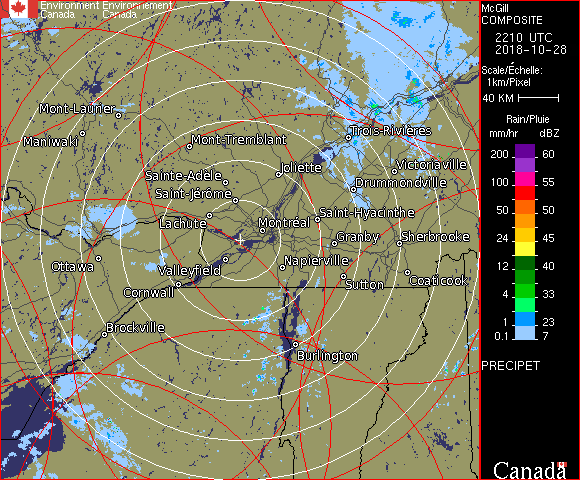 Environment Environnement
Canada Canada
McGill
COMPOSITE
2210 UTC
2018-10-28
Scale/Échelle:
1km/Pixel
40 KM
Rain/Pluie
mm/hr dBZ
200 60
100 55
50 50
24 45
12 40
4 33
1 23
0.1 7
PRECIPET
Canada
Mont-Laurier
Maniwaki
Mont-Tremblant
Trois-Rivières
Sainte-Adèle
Joliette
Victoriaville
Saint-Jérôme
Drummondville
Lachute
Montréal
Saint-Hyacinthe
Granby
Sherbrooke
Ottawa
Valleyfield
Napierville
Sutton
Coaticook
Cornwall
Brockville
Burlington